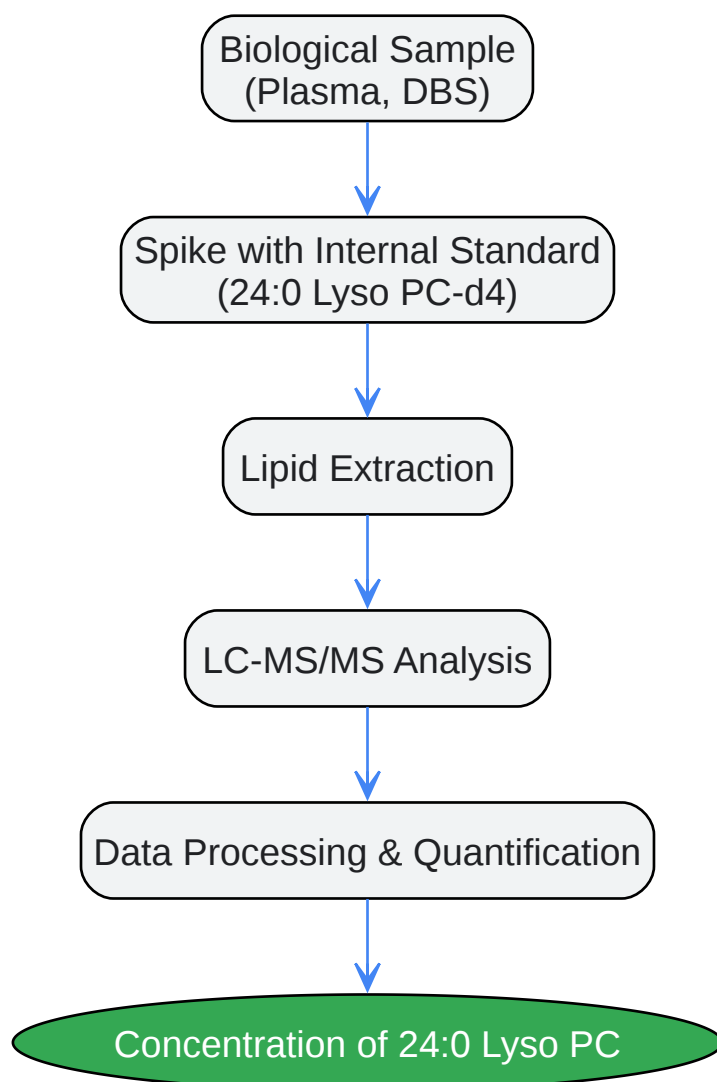 Biological Sample
(Plasma, DBS)
Spike with Internal Standard
(24:0 Lyso PC-d4)
Lipid Extraction
LC-MS/MS Analysis
Data Processing & Quantification
Concentration of 24:0 Lyso PC